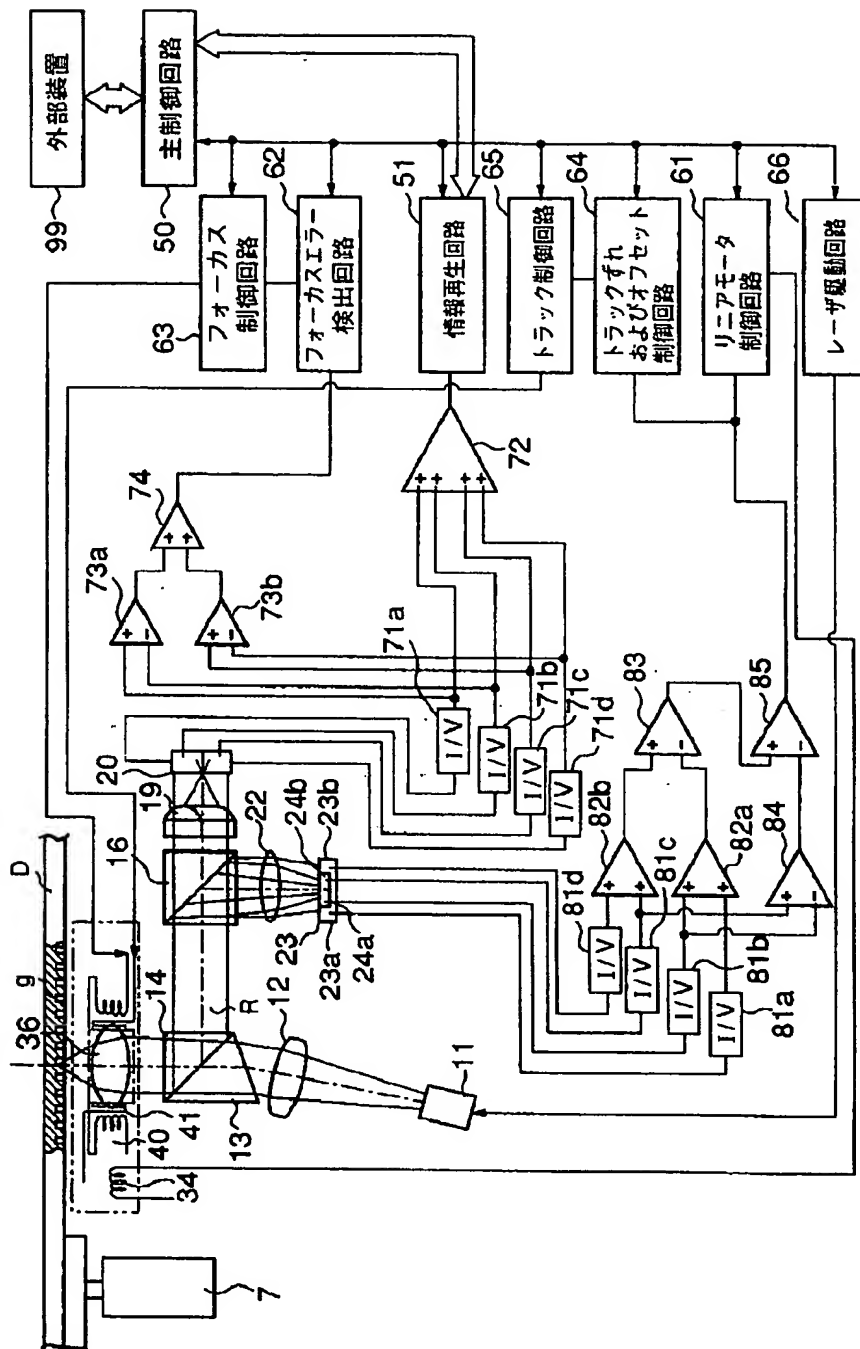 外部装置
99
主制御回路
50
フォーカス
制御回路
63
フォーカスエラー
検出回路
62
情報再生回路
51
トラック制御回路
65
トラックずれ
およびオフセット
制御回路
64
リニアモータ
制御回路
61
レーザ駆動回路
66
74
73a
+
-
73b
+
-
+
+
72
+
+
+
+
71a
I/V
71b
I/V
71c
I/V
71d
I/V
83
+
-
85
+
-
82b
+
+
82a
+
+
84
+
-
81d
I/V
81c
I/V
81b
I/V
81a
I/V
20
19
16
22
24b
23b
23
23a
24a
D
9
36
14
R
12
13
11
41
40
34
7